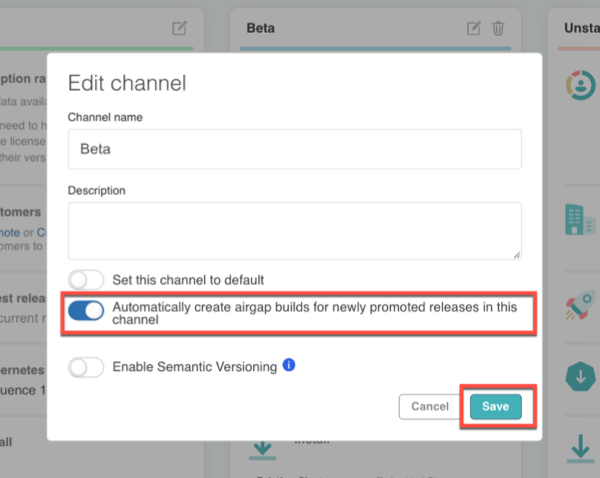 Beta
Unsta
ption ra
ata avail
need to h
e license
their vers
tomers
mote or C
omers to
est relea
current r
ernetes
uence 1
all
Edit channel
Channel name
Beta
Description
Set this channel to default
Automatically create airgap builds for newly promoted releases in this
channel
Enable Semantic Versioning
Cancel
Save
Install